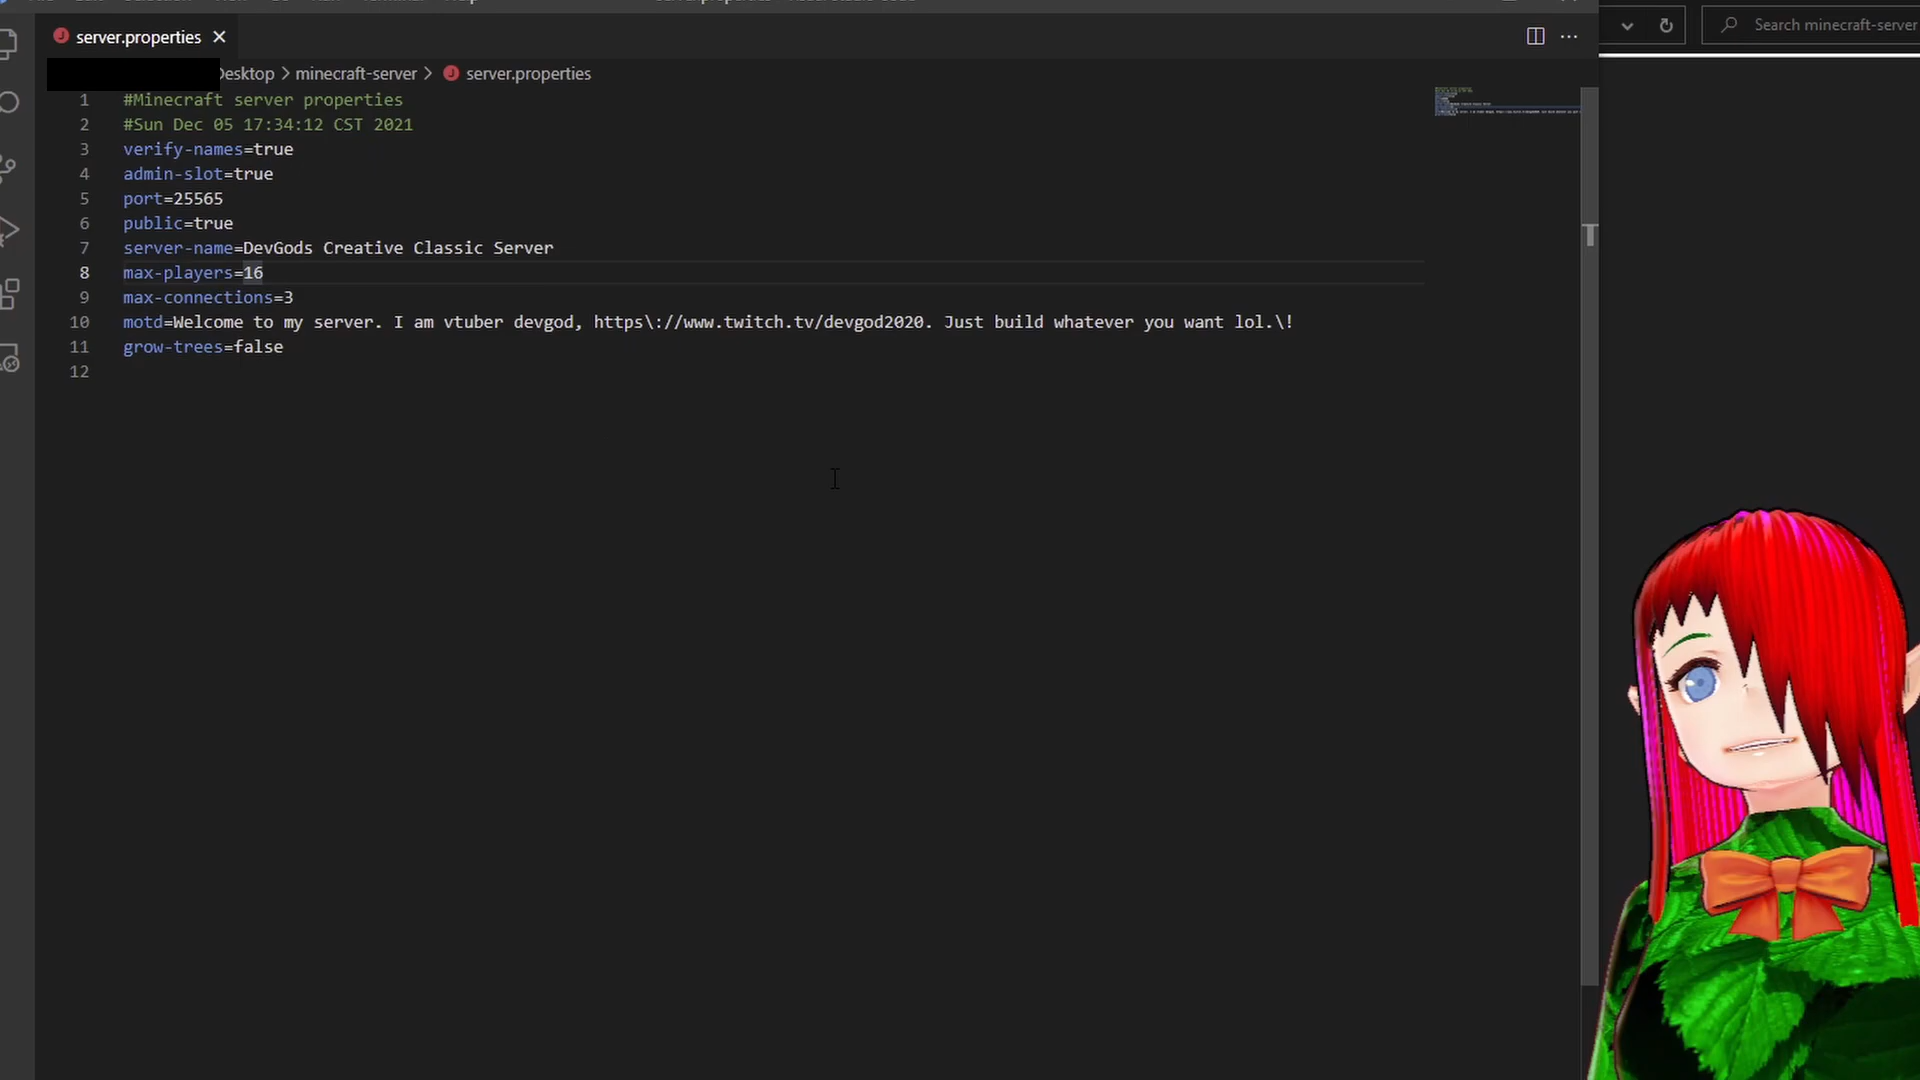 server.properties
Search minecraft-server
Desktop > minecraft-server > server.properties
1 #Minecraft server properties
2 #Sun Dec 05 17:34:12 CST 2021
3 verify-names=true
4 admin-slot=true
5 port=25565
6 public=true
7 server-name=DevGods Creative Classic Server
8 max-players=16
9 max-connections=3
10 motd=Welcome to my server. I am vtuber devgod, https\://www.twitch.tv/devgod2020. Just build whatever you want lol.\!
11 grow-trees=false
12